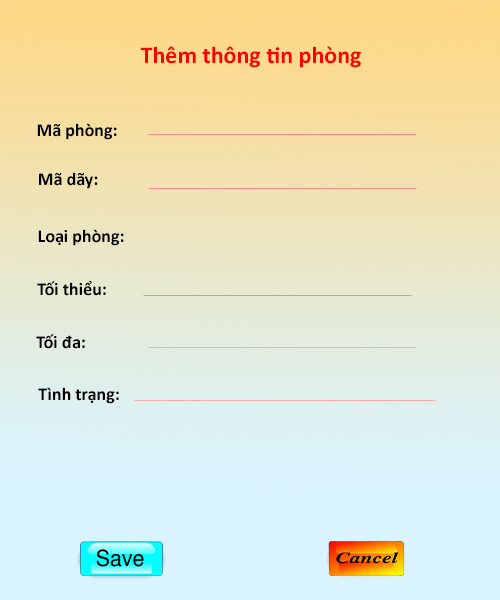 Thêm thông tin phòng
Mã phòng:
Mã dãy:
Loại phòng:
Tối thiểu:
Tối đa:
Tình trạng:
Save Cancel